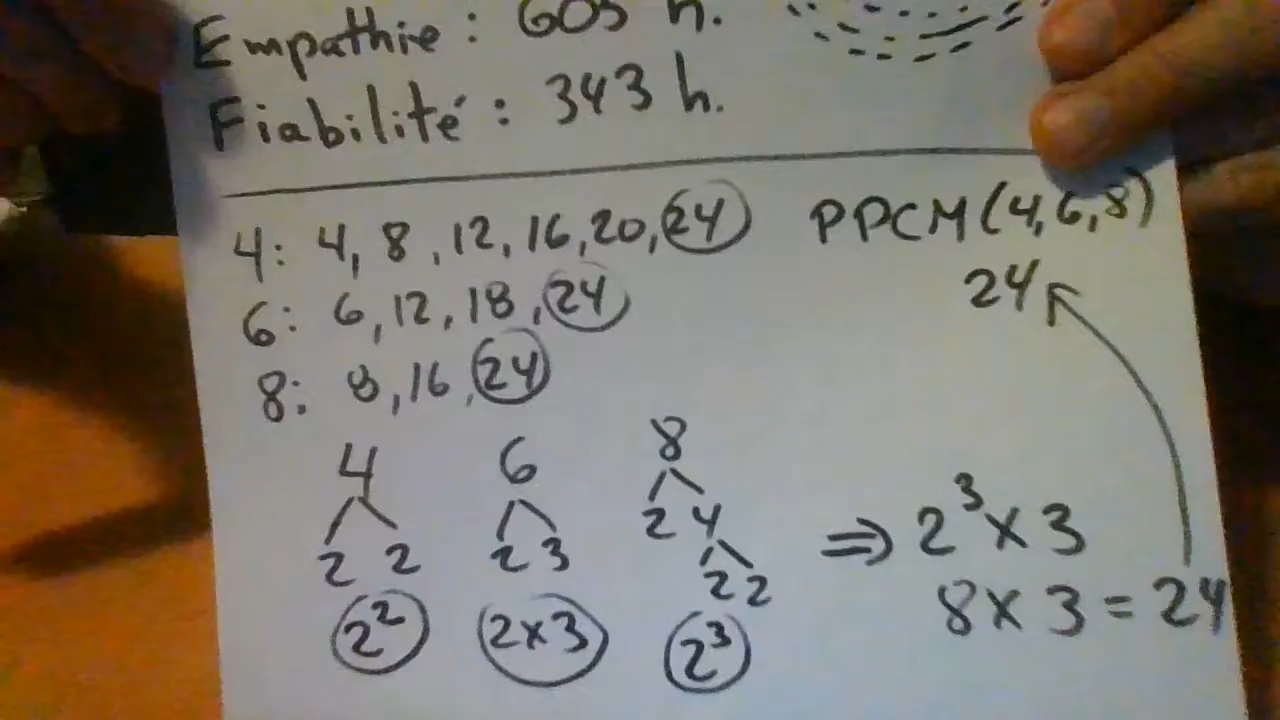 Empathie : 605 h.
Fiabilité : 343 h.
4: 4, 8, 12, 16, 20, 24
6: 6, 12, 18, 24
8: 8, 16, 24
PPCM(4,6,8)
24
4
2 2
2²
6
2 3
2×3
8
2 4
2 2
2³
⇒ 2³×3
8×3=24